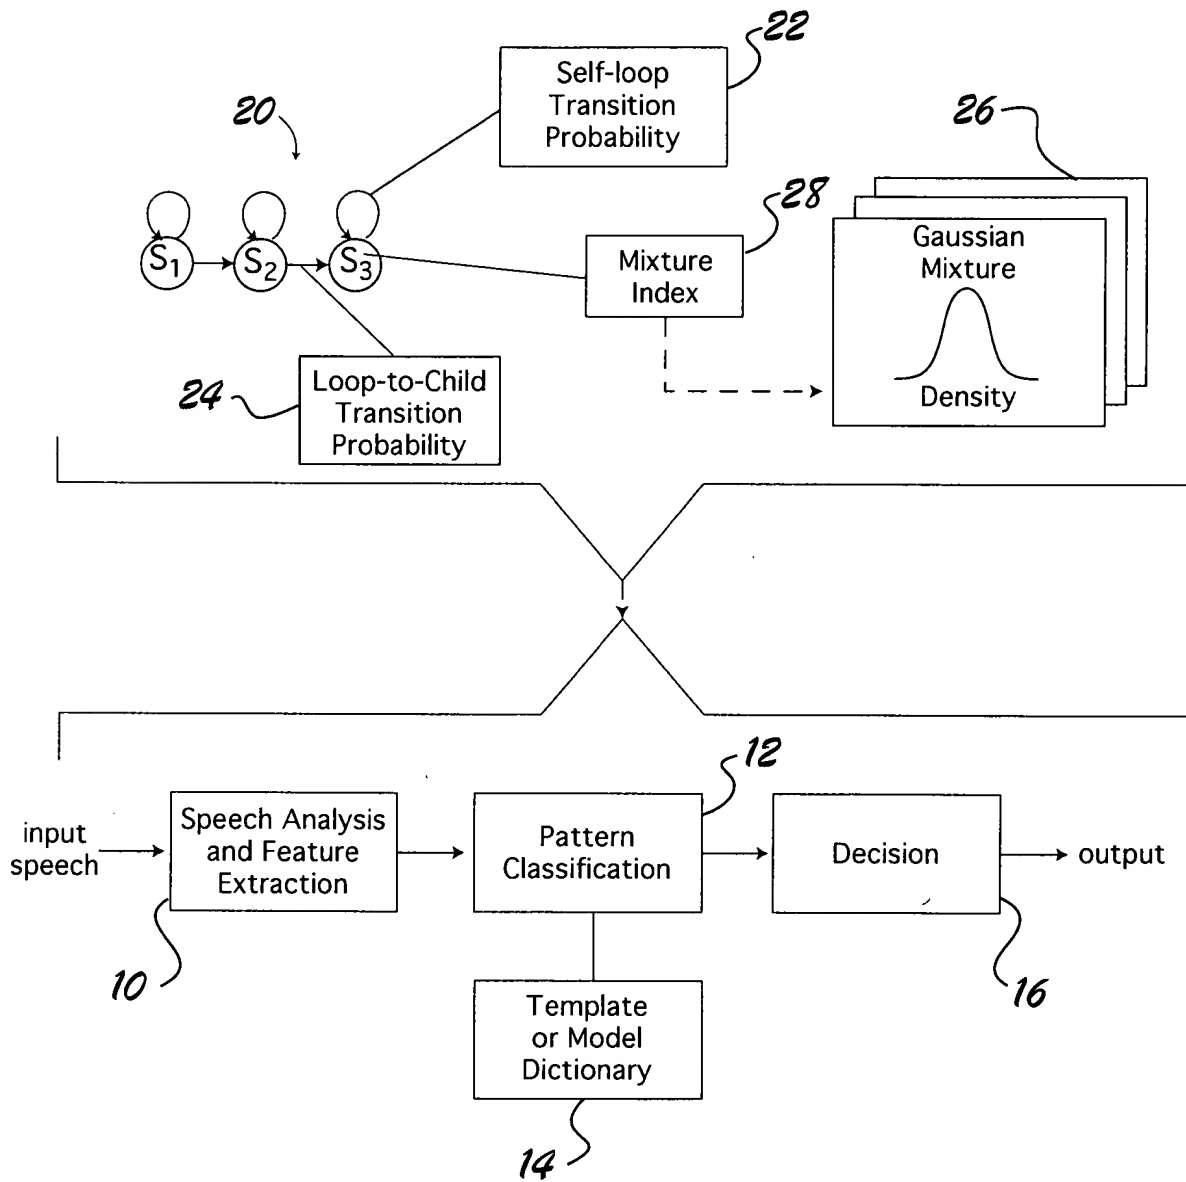 22
Self-loop
Transition
Probability
20
26
28
S1
S2
S3
Mixture
Index
Gaussian
Mixture
Density
24
Loop-to-Child
Transition
Probability
12
input
speech
Speech Analysis
and Feature
Extraction
Pattern
Classification
Decision
output
10
16
Template
or Model
Dictionary
14